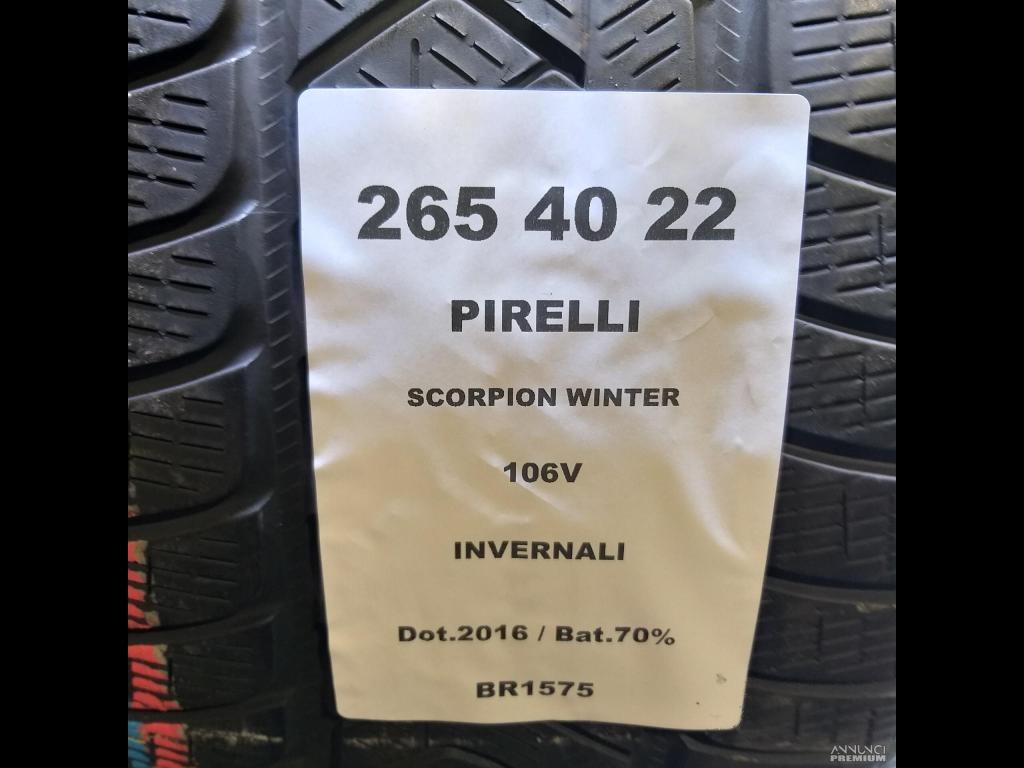 265 40 22
PIRELLI
SCORPION WINTER
106V
INVERNALI
Dot.2016 / Bat.70%
BR1575
ANNUNCI
PREMIUM